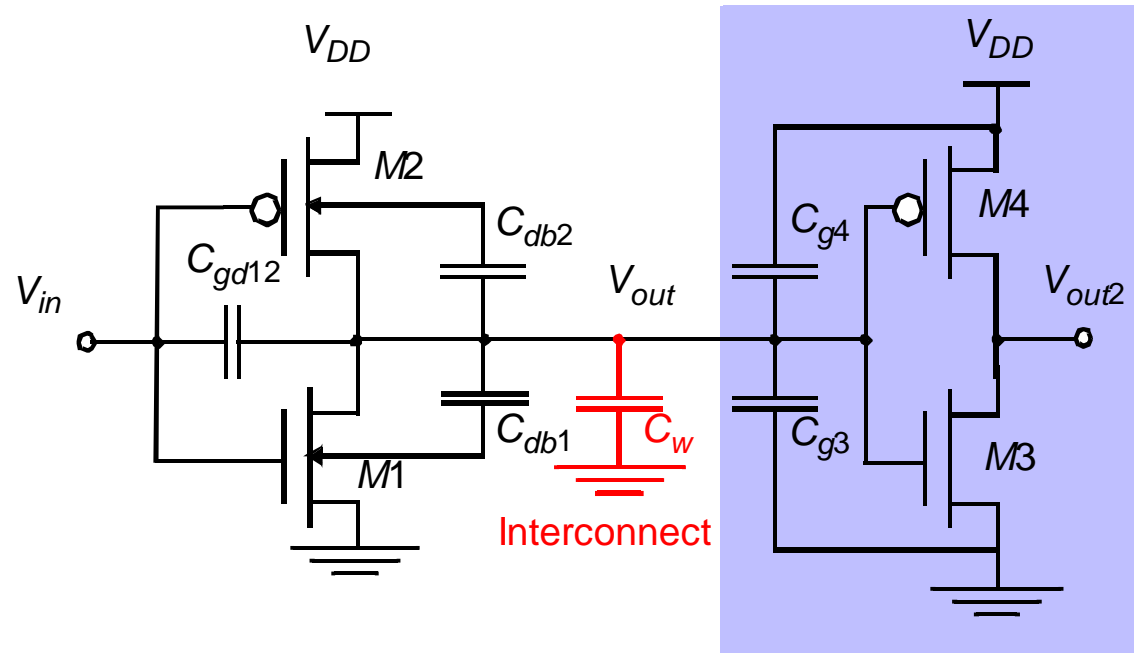 V_DD
V_DD
M2
M4
C_db2
C_g4
C_gd12
V_in
V_out
V_out2
C_db1
C_w
C_g3
M1
M3
Interconnect